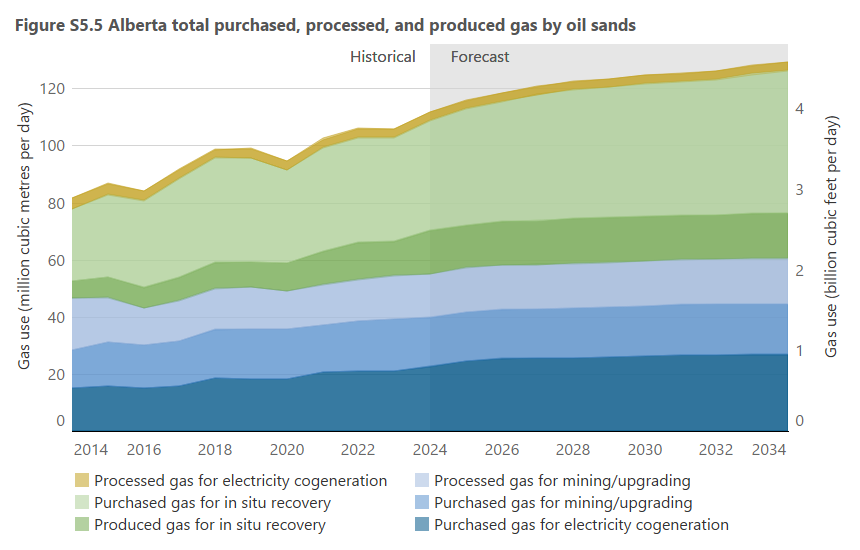 Figure S5.5 Alberta total purchased, processed, and produced gas by oil sands
Historical
Forecast
Gas use (million cubic metres per day)
120
100
80
60
40
20
0
Gas use (billion cubic feet per day)
4
3
2
1
0
2014 2016 2018 2020 2022 2024 2026 2028 2030 2032 2034
Processed gas for electricity cogeneration
Purchased gas for in situ recovery
Produced gas for in situ recovery
Processed gas for mining/upgrading
Purchased gas for mining/upgrading
Purchased gas for electricity cogeneration